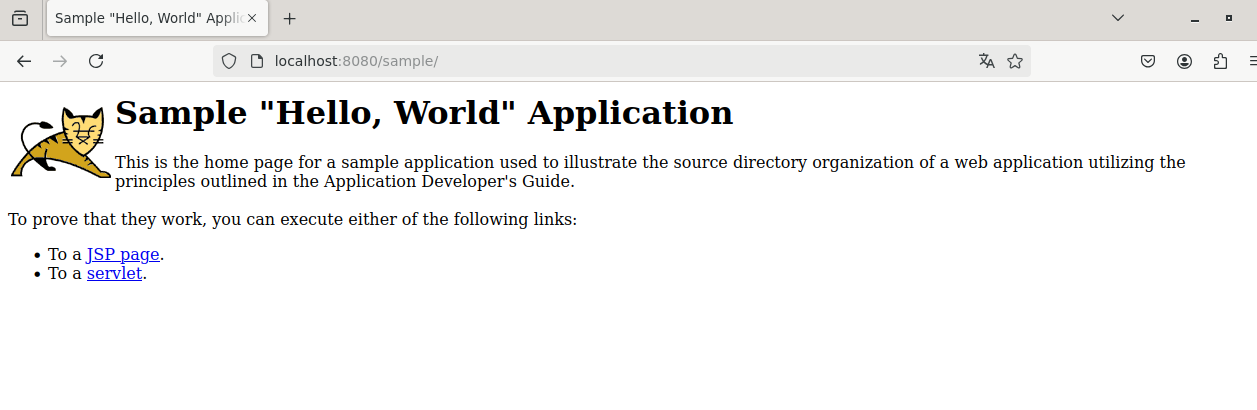 Sample "Hello, World" Applic
localhost:8080/sample/
Sample "Hello, World" Application
This is the home page for a sample application used to illustrate the source directory organization of a web application utilizing the
principles outlined in the Application Developer's Guide.
To prove that they work, you can execute either of the following links:
• To a JSP page.
• To a servlet.